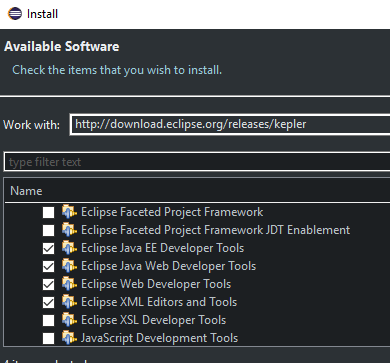 Install
Available Software
Check the items that you wish to install.
Work with: http://download.eclipse.org/releases/kepler
type filter text
Name
Eclipse Faceted Project Framework
Eclipse Faceted Project Framework JDT Enablement
Eclipse Java EE Developer Tools
Eclipse Java Web Developer Tools
Eclipse Web Developer Tools
Eclipse XML Editors and Tools
Eclipse XSL Developer Tools
JavaScript Development Tools